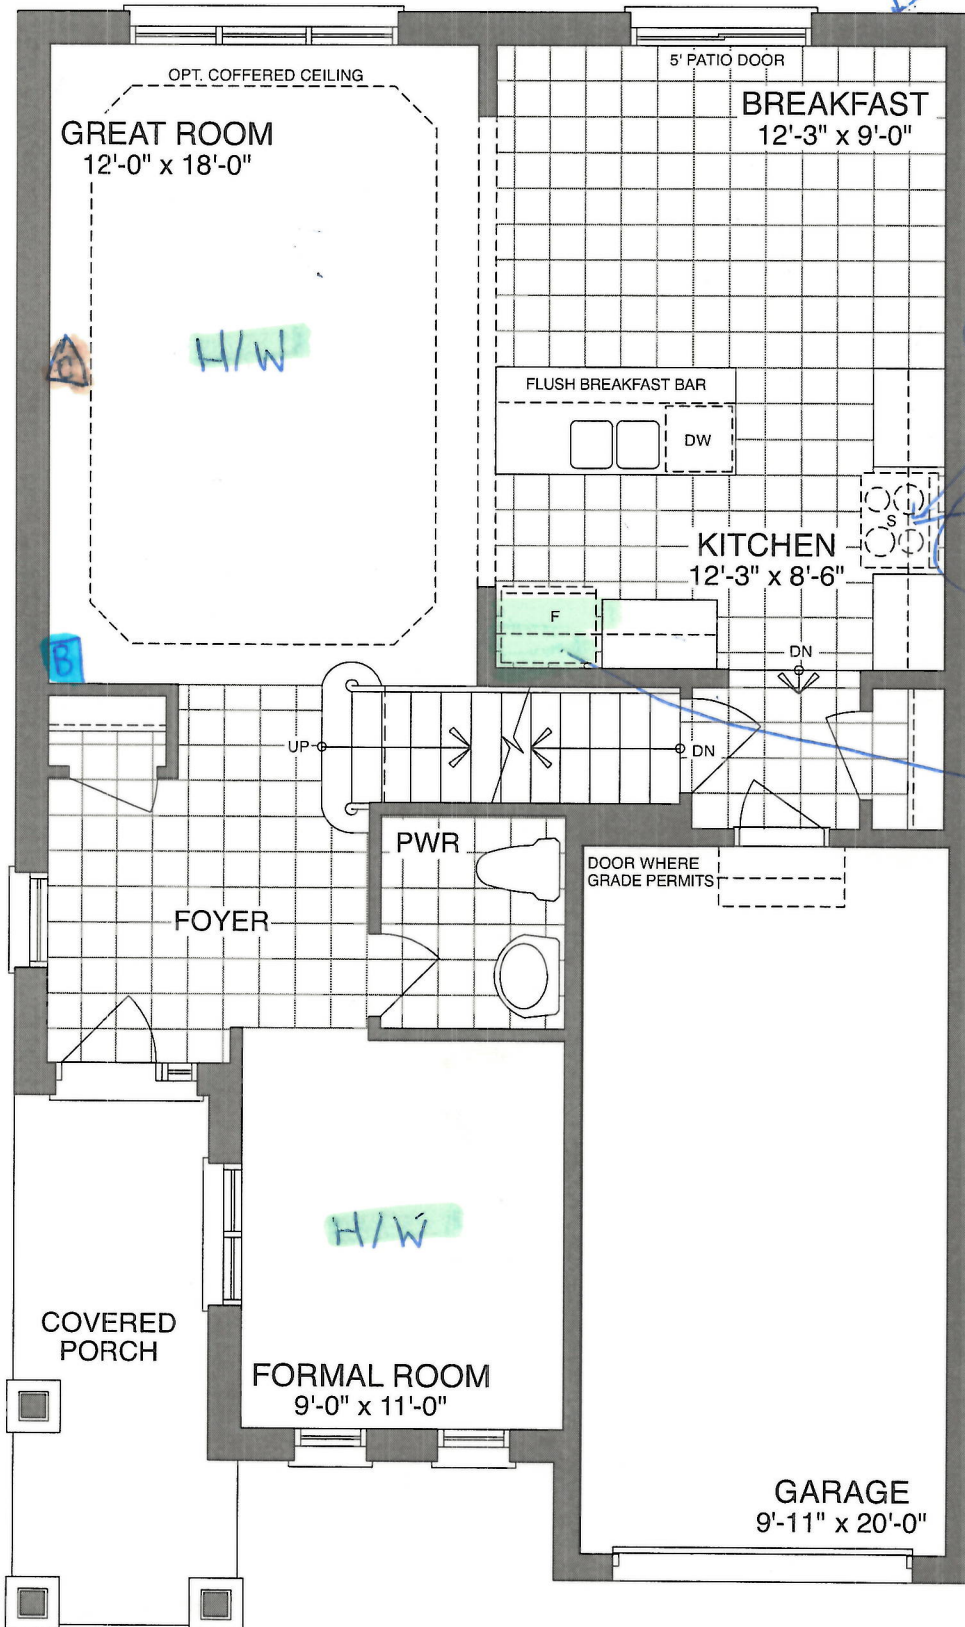 5' PATIO DOOR
OPT. COFFERED CEILING
BREAKFAST
12'-3" x 9'-0"
GREAT ROOM
12'-0" x 18'-0"
H/W
C
FLUSH BREAKFAST BAR
DW
S
KITCHEN
12'-3" x 8'-6"
F
B
DN
UP
DN
PWR
DOOR WHERE
GRADE PERMITS
FOYER
H/W
COVERED
PORCH
FORMAL ROOM
9'-0" x 11'-0"
GARAGE
9'-11" x 20'-0"